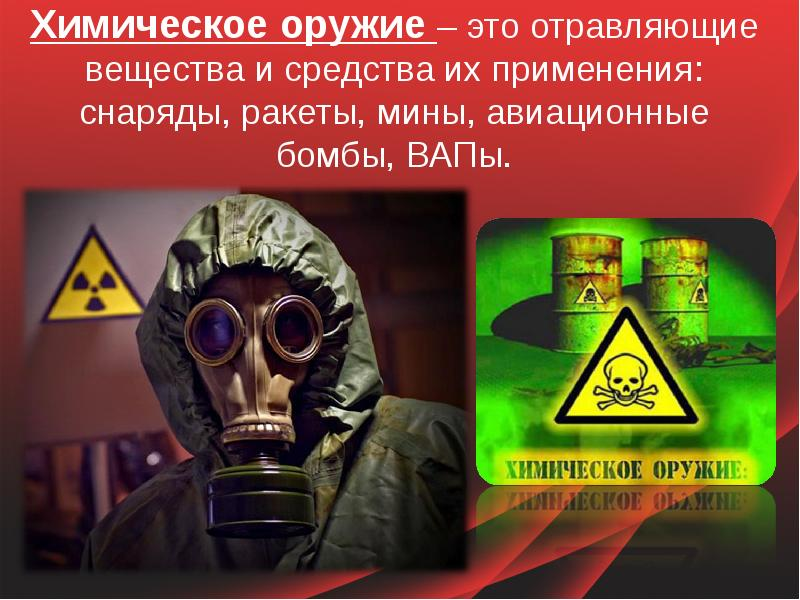 Химическое оружие – это отравляющие
вещества и средства их применения:
снаряды, ракеты, мины, авиационные
бомбы, ВАПы.
ХИМИЧЕСКОЕ ОРУЖИЕ: